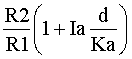 R2/R1 (1 + Ia d/Ka)